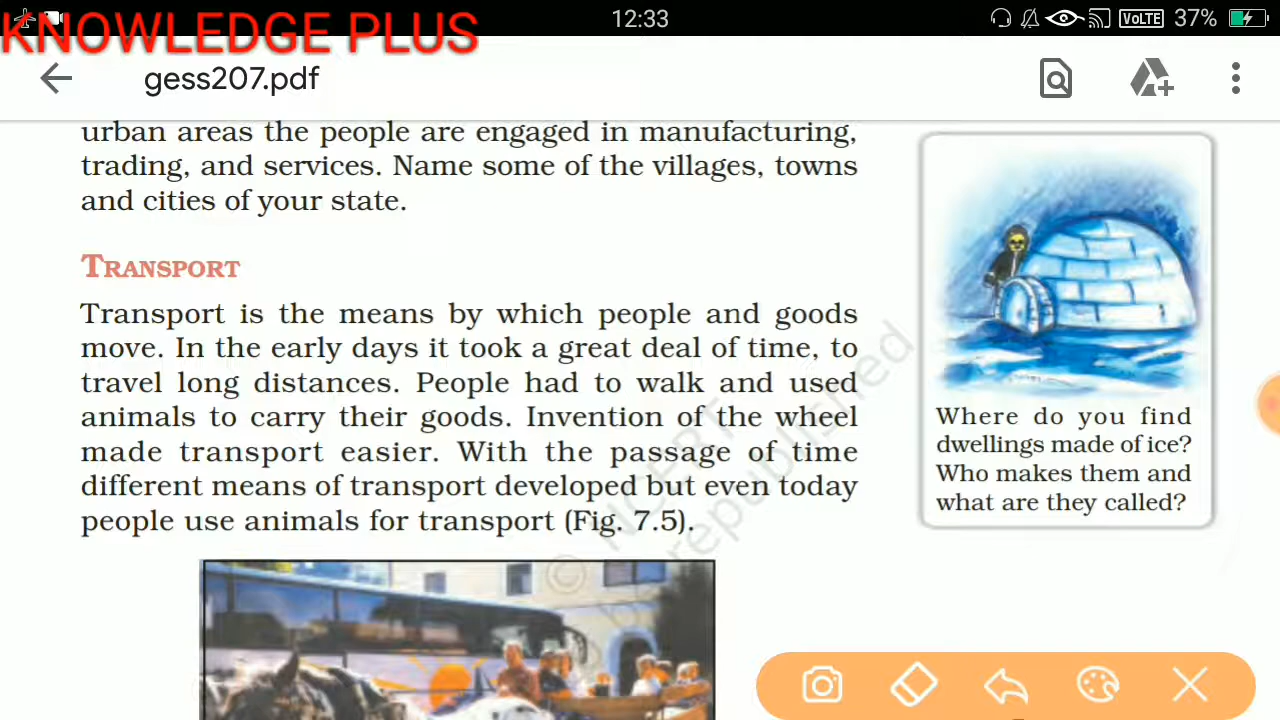 KNOWLEDGE PLUS
12:33
VoLTE 37%
gess207.pdf
urban areas the people are engaged in manufacturing,
trading, and services. Name some of the villages, towns
and cities of your state.
TRANSPORT
Transport is the means by which people and goods
move. In the early days it took a great deal of time, to
travel long distances. People had to walk and used
animals to carry their goods. Invention of the wheel
made transport easier. With the passage of time
different means of transport developed but even today
people use animals for transport (Fig. 7.5).
Where do you find
dwellings made of ice?
Who makes them and
what are they called?
© NCERT
republished